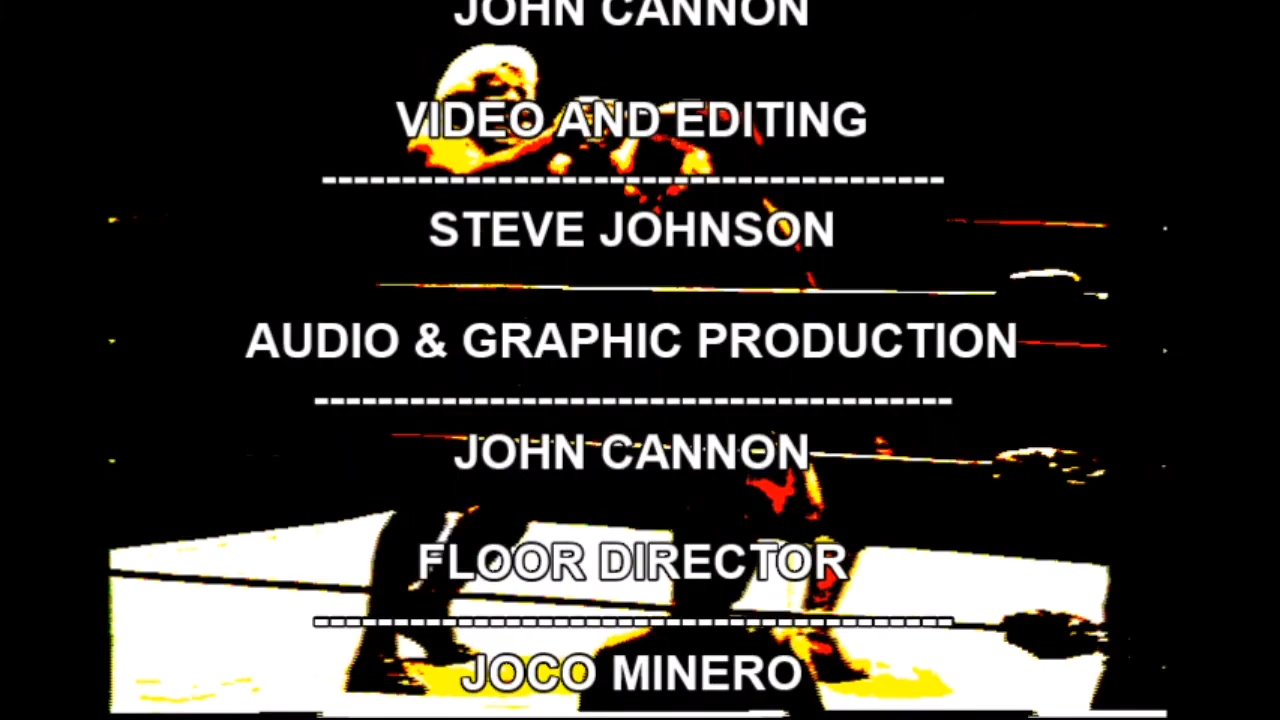 JOHN CANNON
VIDEO AND EDITING
---------------------------------------
STEVE JOHNSON
AUDIO & GRAPHIC PRODUCTION
----------------------------------------
JOHN CANNON
FLOOR DIRECTOR
----------------------------------------
JOCO MINERO